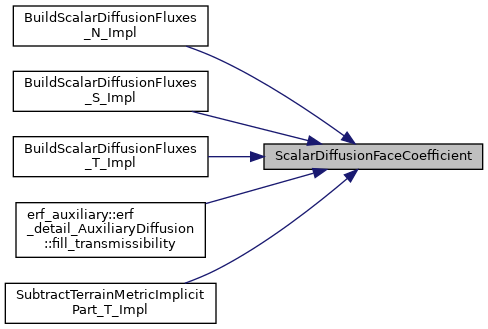 BuildScalarDiffusionFluxes
_N_Impl
BuildScalarDiffusionFluxes
_S_Impl
BuildScalarDiffusionFluxes
_T_Impl
ScalarDiffusionFaceCoefficient
erf_auxiliary::erf
_detail_AuxiliaryDiffusion
::fill_transmissibility
SubtractTerrainMetricImplicit
Part_T_Impl